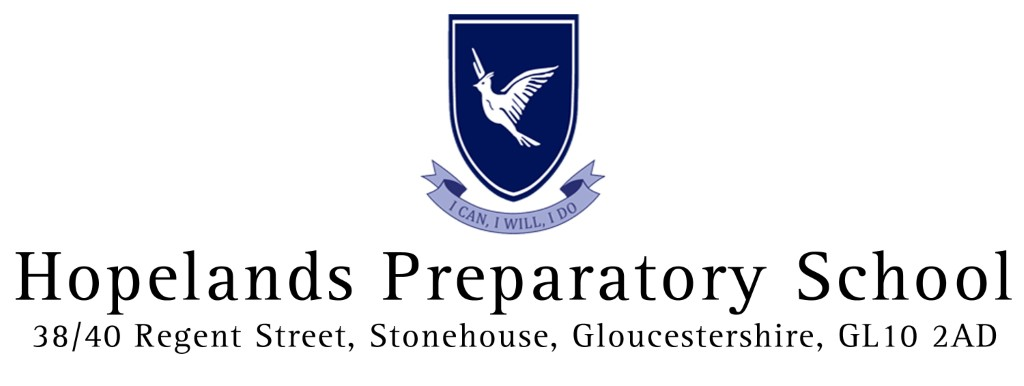 I CAN, I WILL, I DO
Hopelands Preparatory School
38/40 Regent Street, Stonehouse, Gloucestershire, GL10 2AD